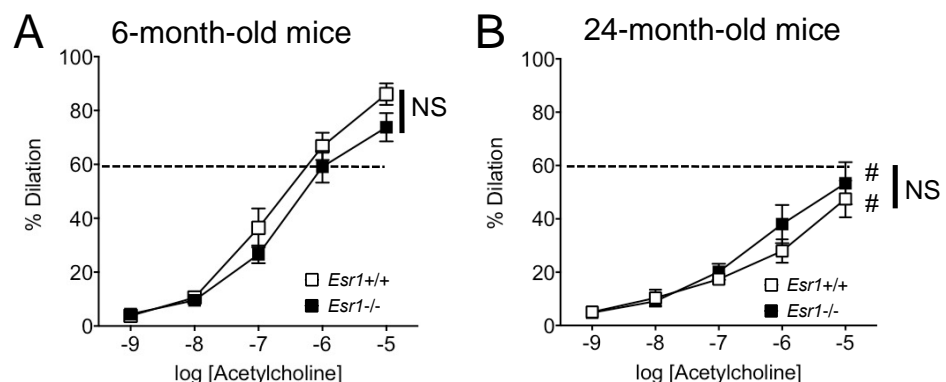 A
6-month-old mice
100
80
60
40
20
0
% Dilation
NS
Esr1+/+
Esr1-/-
-9 -8 -7 -6 -5
log [Acetylcholine]
B
24-month-old mice
100
80
60
40
20
0
% Dilation
#
#
NS
Esr1+/+
Esr1-/-
-9 -8 -7 -6 -5
log [Acetylcholine]